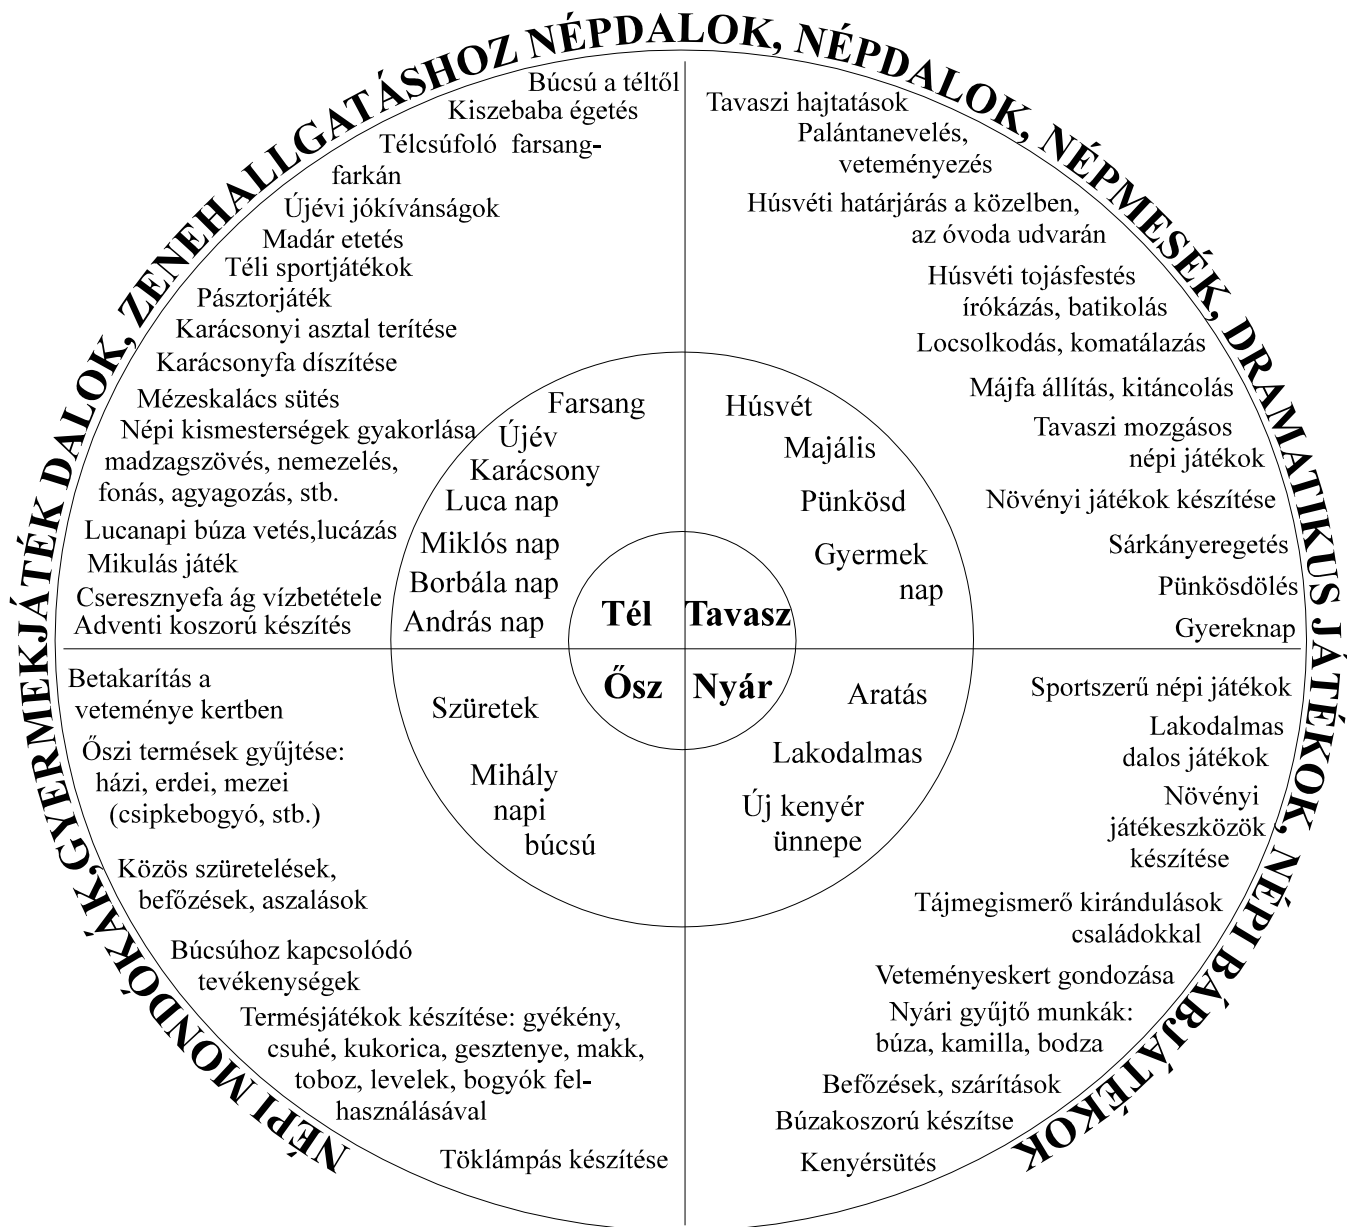 NÉPI MONDÓKÁK,GYERMEKJÁTÉK DALOK, ZENEHALLGATÁSHOZ NÉPDALOK, NÉPDALOK, NÉPMESÉK, DRAMATIKUS JÁTÉKOK, NÉPI BÁBJÁTÉKOK
Búcsú a téltől
Kiszebaba égetés
Télcsúfoló farsang-
farkán
Újévi jókívánságok
Madár etetés
Téli sportjátékok
Pásztorjáték
Karácsonyi asztal terítése
Karácsonyfa díszítése
Mézeskalács sütés
Népi kismesterségek gyakorlása
madzagszövés, nemezelés,
fonás, agyagozás, stb.
Lucanapi búza vetés,lucázás
Mikulás játék
Cseresznyefa ág vízbetétele
Adventi koszorú készítés
Farsang
Újév
Karácsony
Luca nap
Miklós nap
Borbála nap
András nap
Tél
Tavaszi hajtatások
Palántanevelés,
veteményezés
Húsvéti határjárás a közelben,
az óvoda udvarán
Húsvéti tojásfestés
írókázás, batikolás
Locsolkodás, komatálazás
Májfa állítás, kitáncolás
Tavaszi mozgásos
népi játékok
Növényi játékok készítése
Sárkányeregetés
Pünkösdölés
Gyereknap
Húsvét
Majális
Pünkösd
Gyermek
nap
Tavasz
Ősz
Szüretek
Mihály
napi
búcsú
Betakarítás a
veteménye kertben
Őszi termések gyűjtése:
házi, erdei, mezei
(csipkebogyó, stb.)
Közös szüretelések,
befőzések, aszalások
Búcsúhoz kapcsolódó
tevékenységek
Termésjátékok készítése: gyékény,
csuhé, kukorica, gesztenye, makk,
toboz, levelek, bogyók fel-
használásával
Töklámpás készítése
Nyár
Aratás
Lakodalmas
Új kenyér
ünnepe
Sportszerű népi játékok
Lakodalmas
dalos játékok
Növényi
játékeszközök
készítése
Tájmegismerő kirándulások
családokkal
Veteményeskert gondozása
Nyári gyűjtő munkák:
búza, kamilla, bodza
Befőzések, szárítások
Búzakoszorú készítse
Kenyérsütés